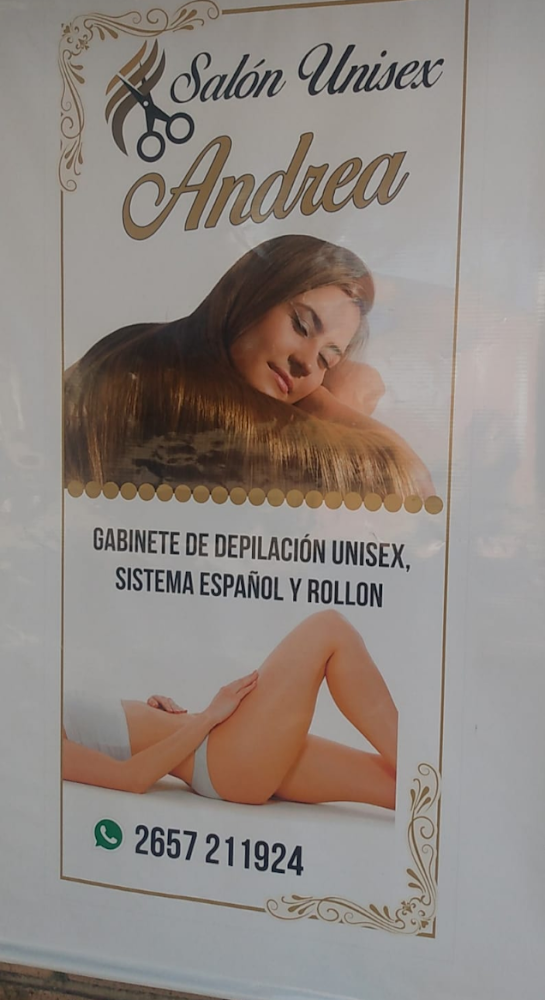 Salón Unisex
Andrea
GABINETE DE DEPILACIÓN UNISEX,
SISTEMA ESPAÑOL Y ROLLON
2657 211924